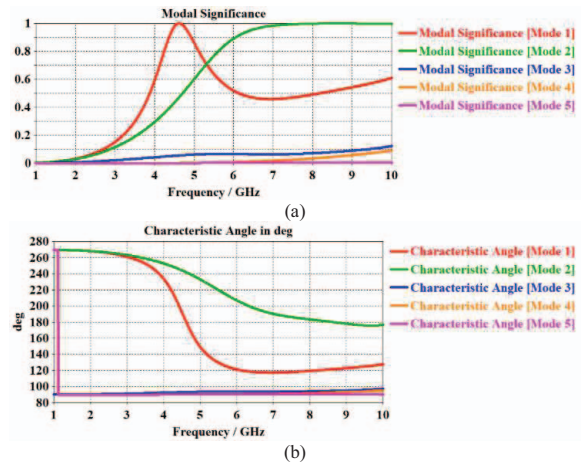 Modal Significance
1
0.8
0.6
0.4
0.2
0
1 2 3 4 5 6 7 8 9 10
Frequency / GHz
Modal Significance [Mode 1]
Modal Significance [Mode 2]
Modal Significance [Mode 3]
Modal Significance [Mode 4]
Modal Significance [Mode 5]
(a)
Characteristic Angle in deg
280
260
240
220
200
180
160
140
120
100
80
deg
1 2 3 4 5 6 7 8 9 10
Frequency / GHz
Characteristic Angle [Mode 1]
Characteristic Angle [Mode 2]
Characteristic Angle [Mode 3]
Characteristic Angle [Mode 4]
Characteristic Angle [Mode 5]
(b)